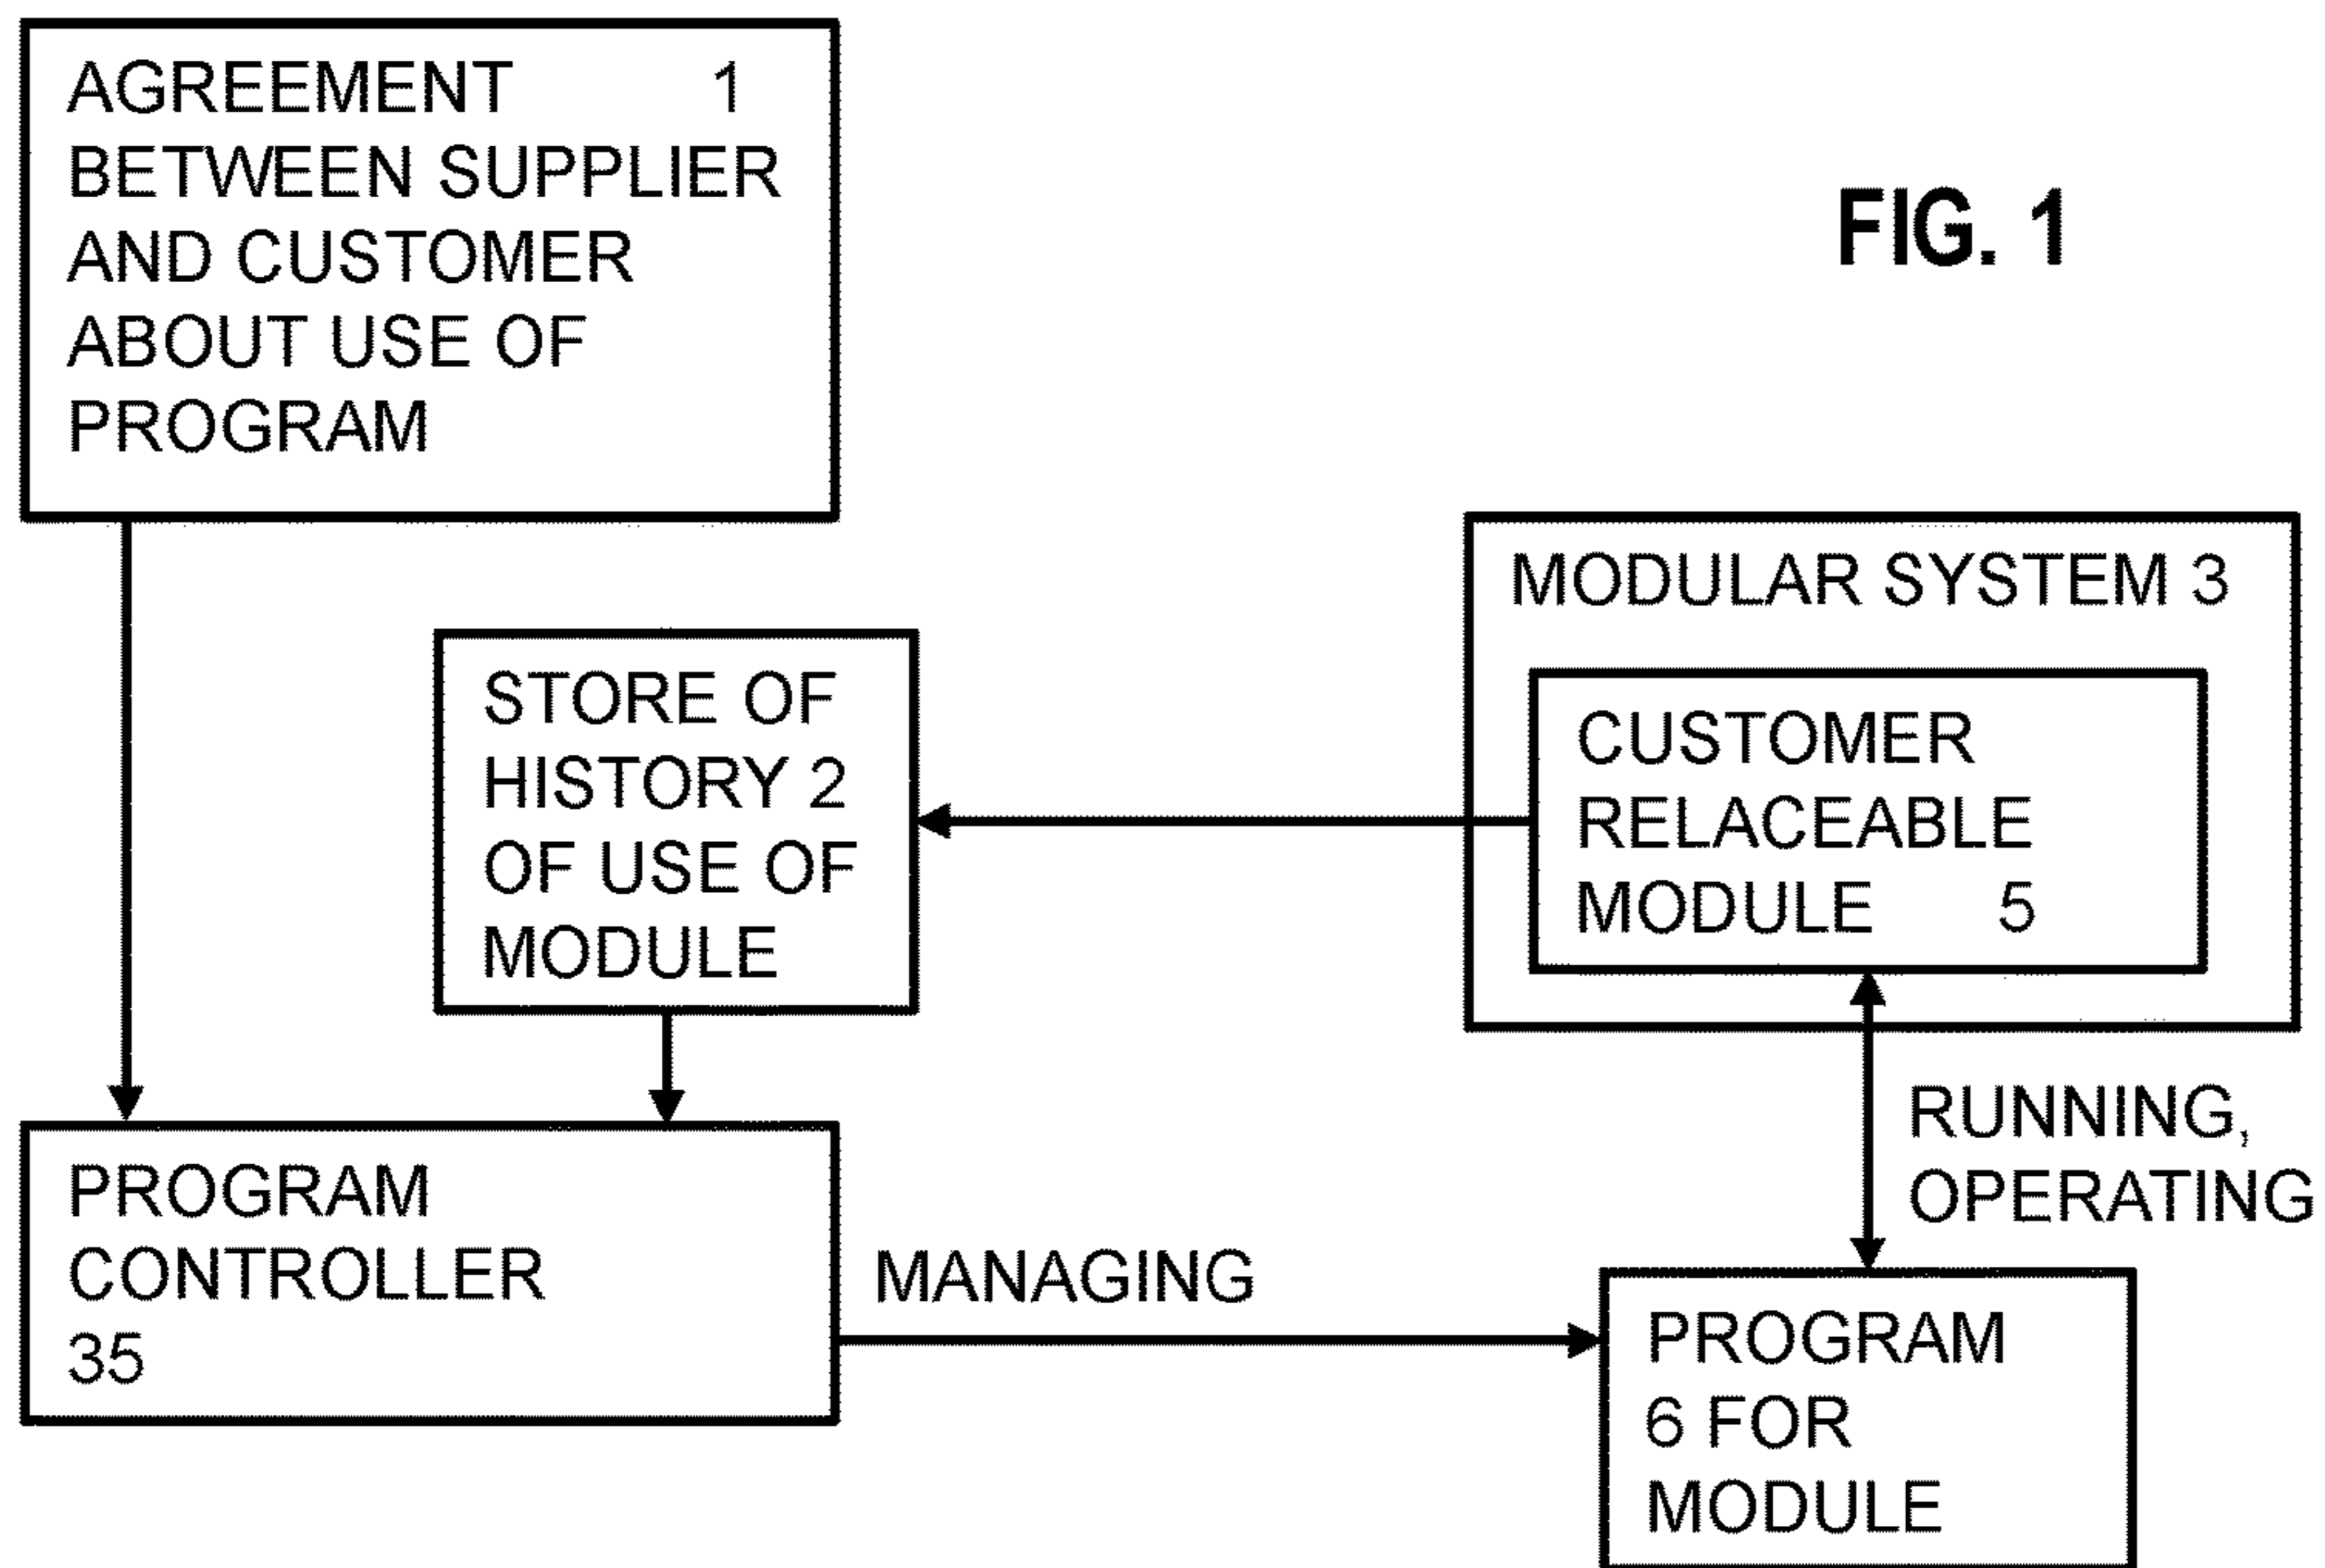 AGREEMENT 1
BETWEEN SUPPLIER
AND CUSTOMER
ABOUT USE OF
PROGRAM
FIG. 1
MODULAR SYSTEM 3
CUSTOMER
RELACEABLE
MODULE 5
STORE OF
HISTORY 2
OF USE OF
MODULE
RUNNING,
OPERATING
PROGRAM
CONTROLLER
35
MANAGING
PROGRAM
6 FOR
MODULE